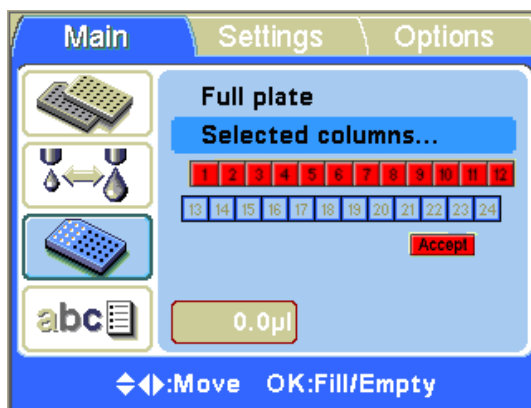 Main Settings Options
Full plate
Selected columns...
1 2 3 4 5 6 7 8 9 10 11 12
13 14 15 16 17 18 19 20 21 22 23 24
Accept
abc
0.0µl
:Move OK:Fill/Empty